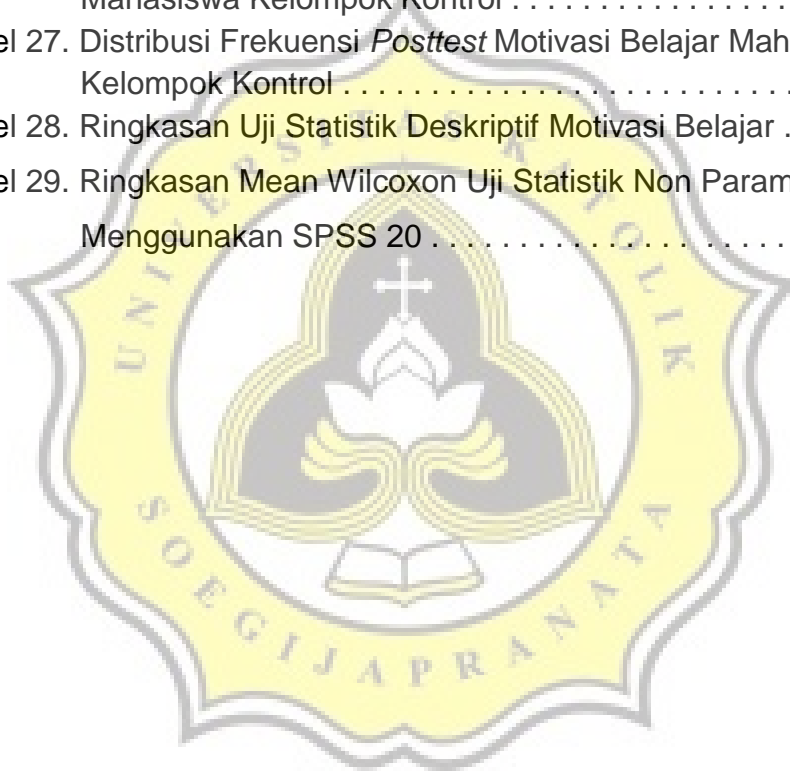 Mahasiswa Kelompok Kontrol . . . . . . . . . . . . . . . . .
el 27. Distribusi Frekuensi Posttest Motivasi Belajar Mah
Kelompok Kontrol . . . . . . . . . . . . . . . . . . . . . . . . . .
el 28. Ringkasan Uji Statistik Deskriptif Motivasi Belajar .
el 29. Ringkasan Mean Wilcoxon Uji Statistik Non Param
Menggunakan SPSS 20 . . . . . . . . . . . . . . . . . . . .
UNIVERSITAS KATOLIK
SOEGIJAPRANATA